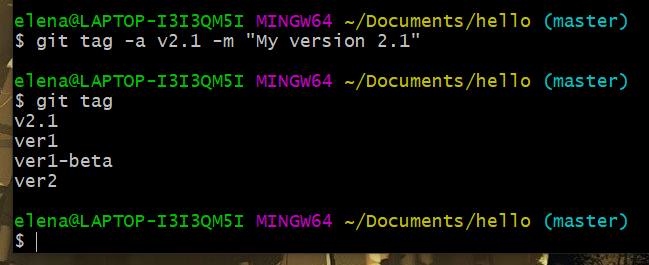 elena@LAPTOP-I3I3QM5I MINGW64 ~/Documents/hello (master)
$ git tag -a v2.1 -m "My version 2.1"
elena@LAPTOP-I3I3QM5I MINGW64 ~/Documents/hello (master)
$ git tag
v2.1
ver1
ver1-beta
ver2
elena@LAPTOP-I3I3QM5I MINGW64 ~/Documents/hello (master)
$